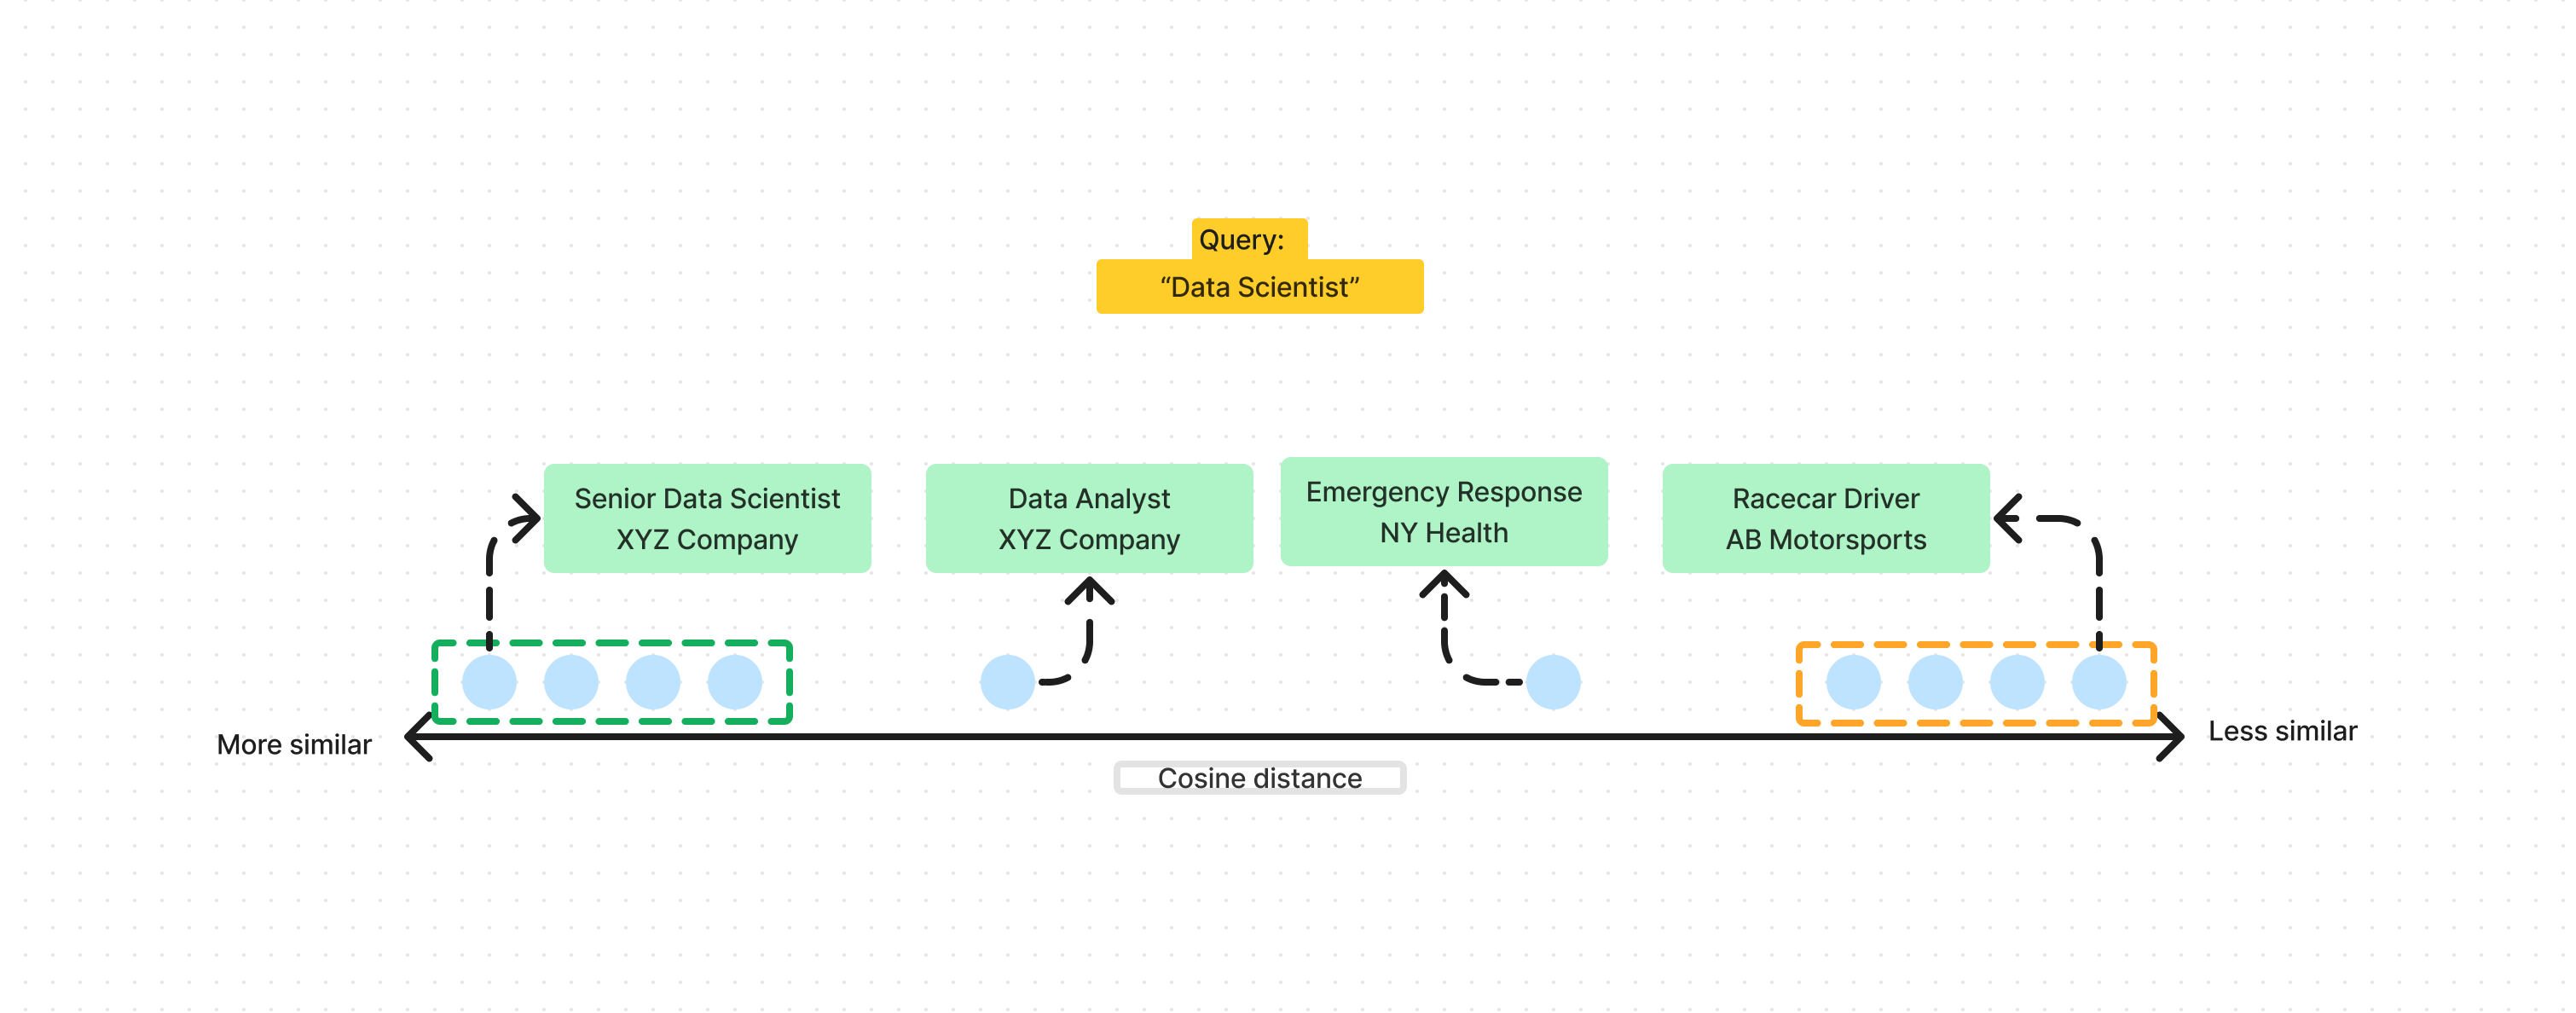 Query:
“Data Scientist”
Senior Data Scientist
XYZ Company
Data Analyst
XYZ Company
Emergency Response
NY Health
Racecar Driver
AB Motorsports
More similar
Less similar
Cosine distance